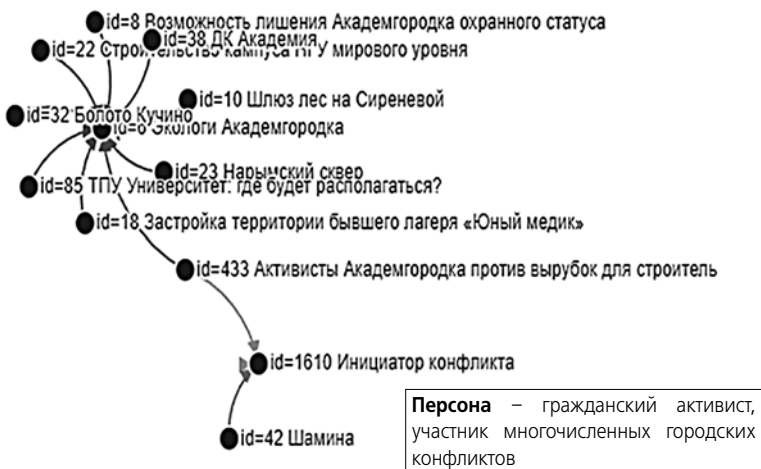 id=8 Возможность лишения Академгородка охранного статуса
id=38 ДК Академия
id=22 Строительство кампуса НГУ мирового уровня
id=10 Шлюз лес на Сиреневой
id=32 Болото Кучино
Экологи Академгородка
id=23 Нарымский сквер
id=85 ТПУ Университет: где будет располагаться?
id=18 Застройка территории бывшего лагеря «Юный медик»
id=433 Активисты Академгородка против вырубок для строитель
id=1610 Инициатор конфликта
id=42 Шамина
Персона – гражданский активист,
участник многочисленных городских
конфликтов